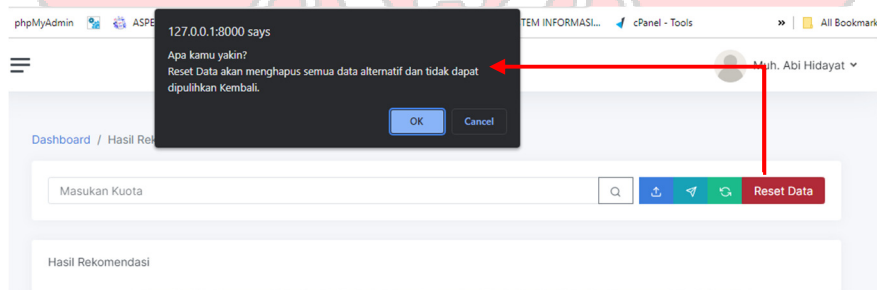 phpMyAdmin ASPE TEM INFORMASI... cPanel - Tools » All Bookmark
127.0.0.1:8000 says
Apa kamu yakin?
Reset Data akan menghapus semua data alternatif dan tidak dapat
dipulihkan Kembali.
OK Cancel
Muh. Abi Hidayat
Dashboard / Hasil Rek
Masukan Kuota Reset Data
Hasil Rekomendasi